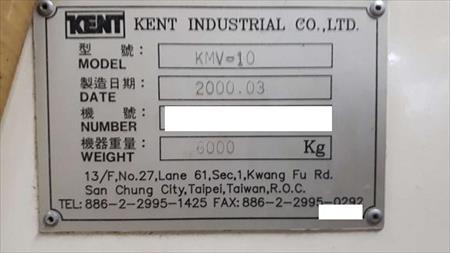 KENT KENT INDUSTRIAL CO.,LTD.
型 號:
MODEL KMV-10
製造日期:
DATE 2000.03
機 號:
NUMBER
機器重量:
WEIGHT 6000 Kg
13/F,No.27,Lane 61,Sec,1,Kwang Fu Rd.
San Chung City,Taipei,Taiwan,R.O.C.
TEL:886-2-2995-1425 FAX:886-2-2995-0292